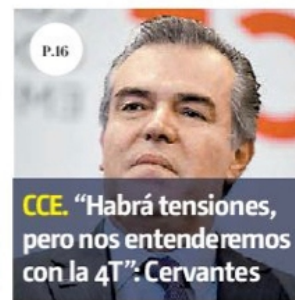 P.16
CCE. “Habrá tensiones,
pero nos entenderemos
con la 4T”: Cervantes